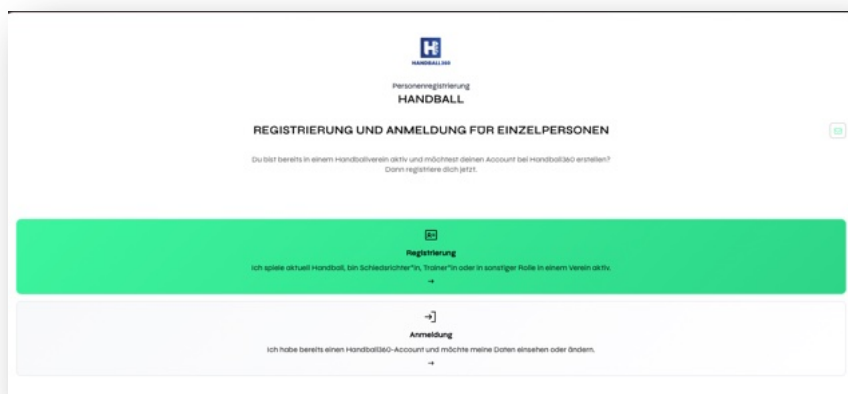 HANDBALL360
Personenregistrierung
HANDBALL
REGISTRIERUNG UND ANMELDUNG FÜR EINZELPERSONEN
Du bist bereits in einem Handballverein aktiv und möchtest deinen Account bei Handball360 erstellen?
Dann registriere dich jetzt.
Registrierung
Ich spiele aktuell Handball, bin Schiedsrichter*in, Trainer*in oder in sonstiger Rolle in einem Verein aktiv.
→
Anmeldung
Ich habe bereits einen Handball360-Account und möchte meine Daten einsehen oder ändern.
→